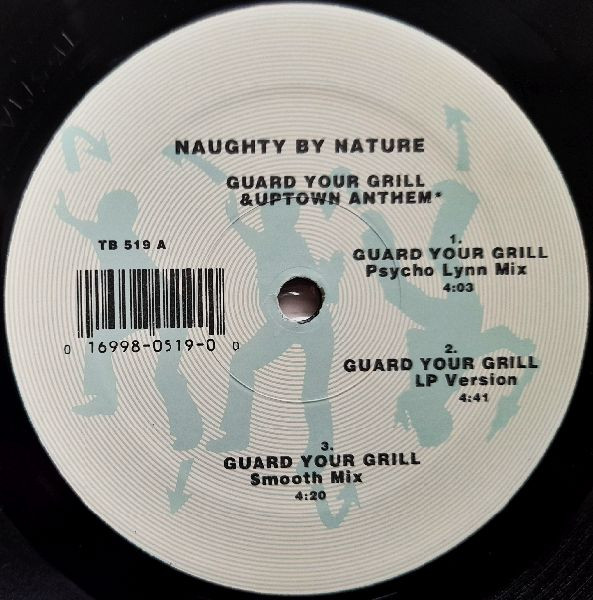 NAUGHTY BY NATURE
GUARD YOUR GRILL
&UPTOWN ANTHEM*
TB 519 A
0 16998-0519-0 0
1.
GUARD YOUR GRILL
Psycho Lynn Mix
4:03
2.
GUARD YOUR GRILL
LP Version
4:41
3.
GUARD YOUR GRILL
Smooth Mix
4:20